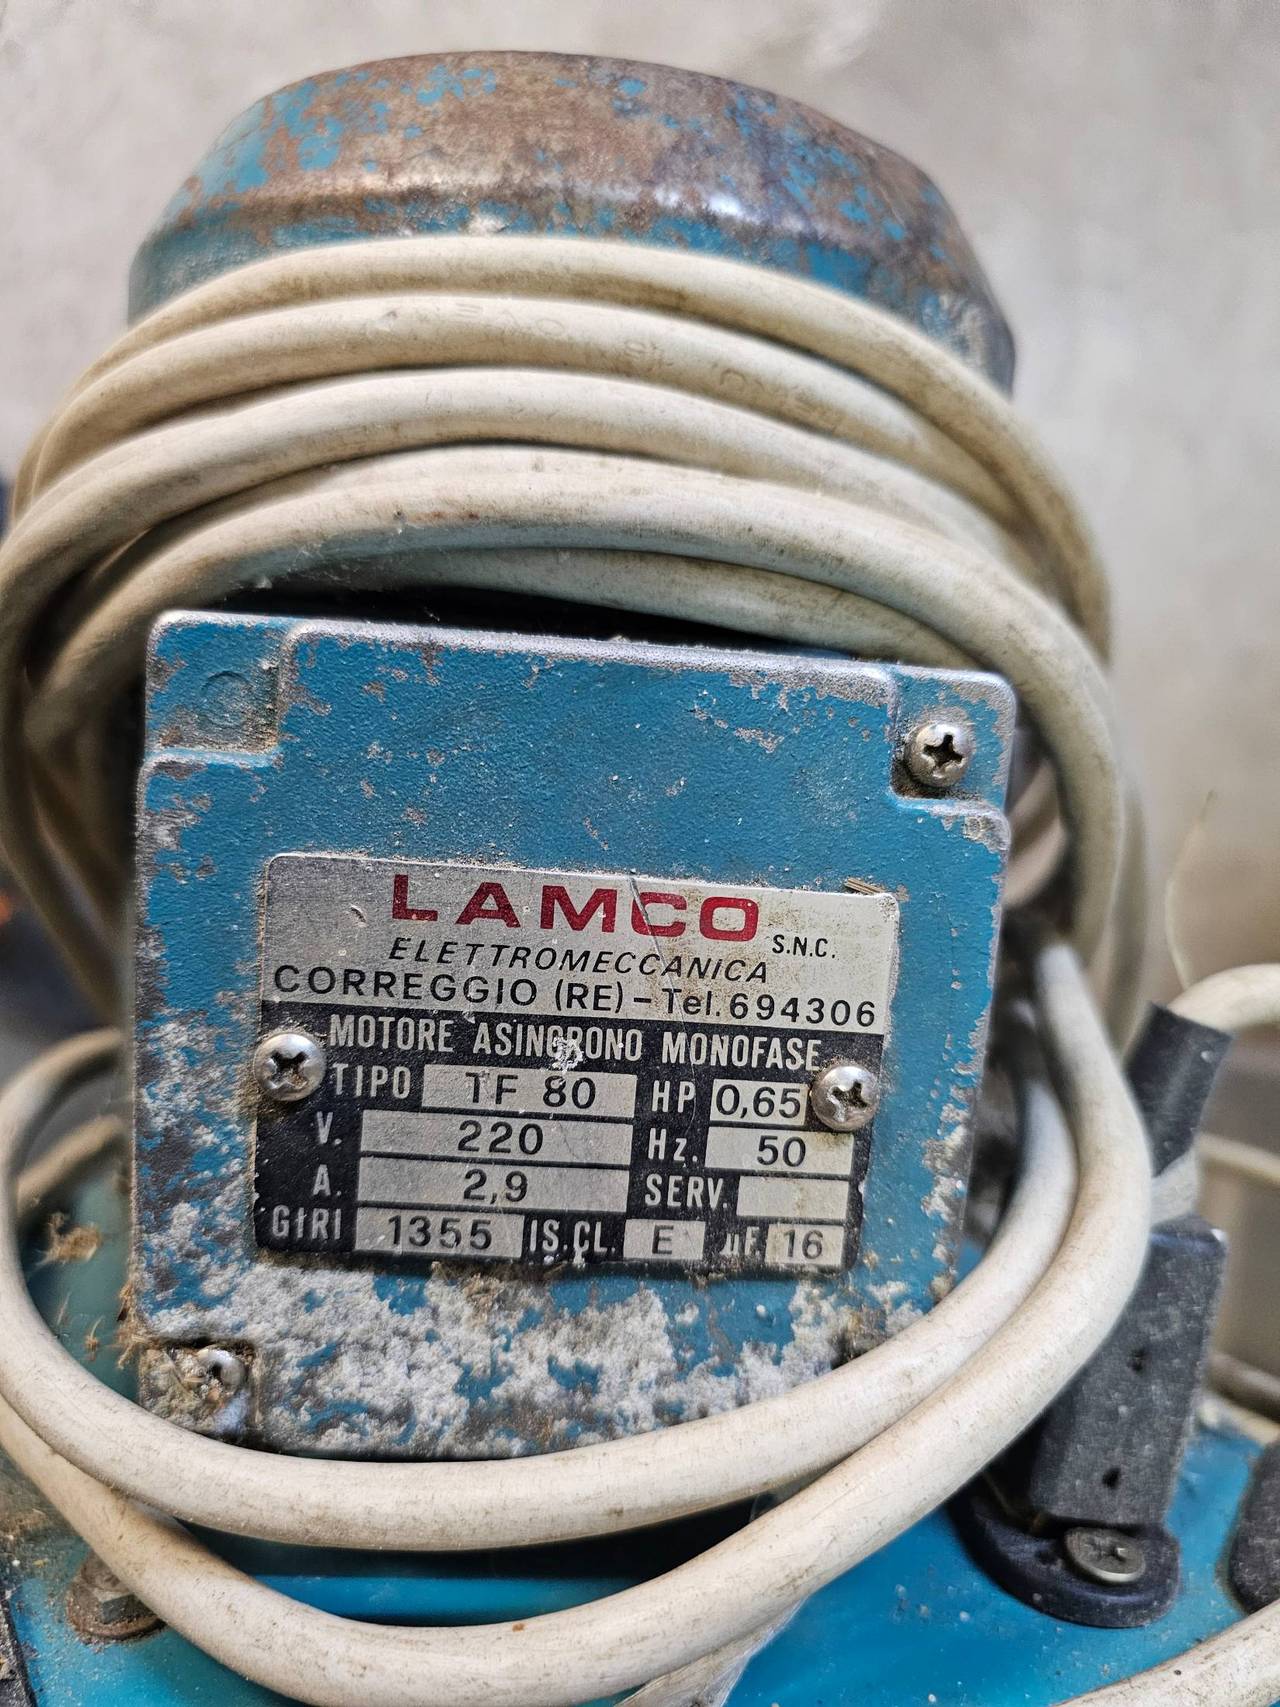 LAMCO S.N.C.
ELETTROMECCANICA
CORREGGIO (RE) - Tel. 694306
MOTORE ASINCRONO MONOFASE
TIPO TF 80 HP 0,65
V. 220 Hz. 50
A. 2,9 SERV.
GIRI 1355 IS.CL. E µF. 16